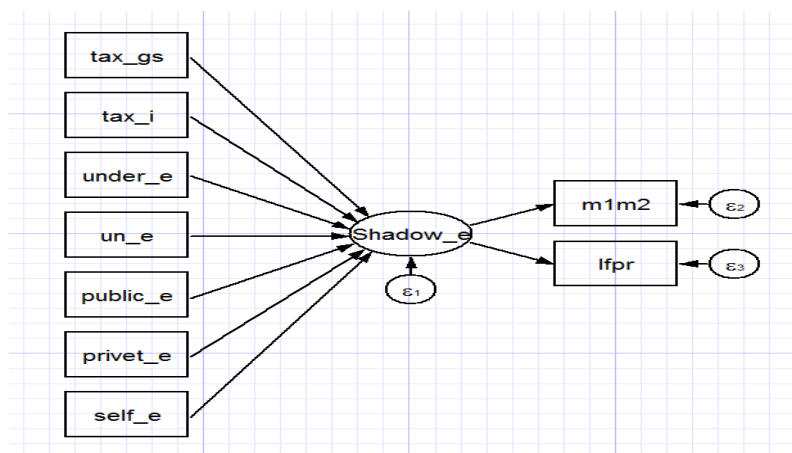 tax_gs
tax_i
under_e
un_e
public_e
privet_e
self_e
Shadow_e
ε₁
m1m2
ε₂
lfpr
ε₃